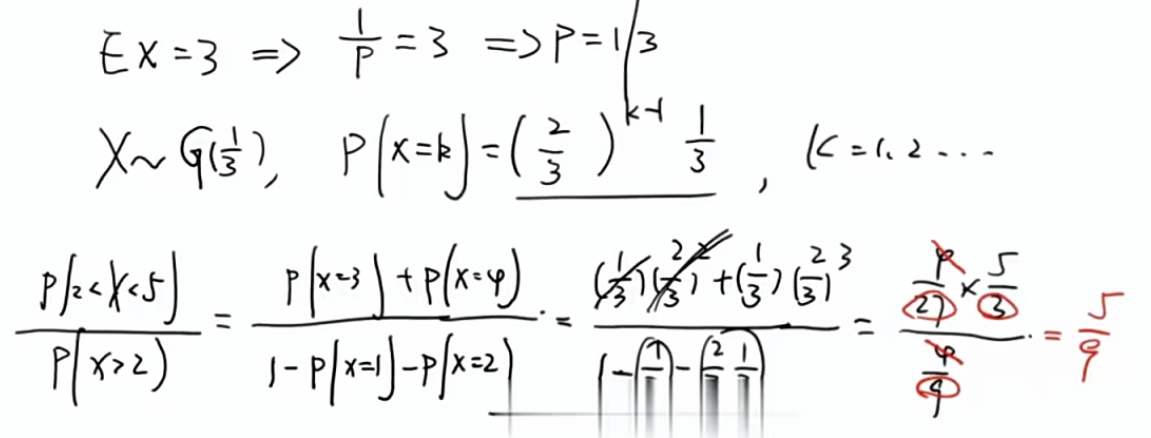 EX=3 => 1/P = 3 => P=1/3
X~G(1/3), P(X=k)=(2/3)^{k-1} 1/3, k=1,2...
P(2<X<5)/P(X>2) = (P(X=3)+P(X=4))/(1-P(X=1)-P(X=2)) = ((1/3)(2/3)^2+(1/3)(2/3)^3)/(1-(1/3)-(2/3 1/3)) = (4/27 × 5/3)/(4/9) = 5/9